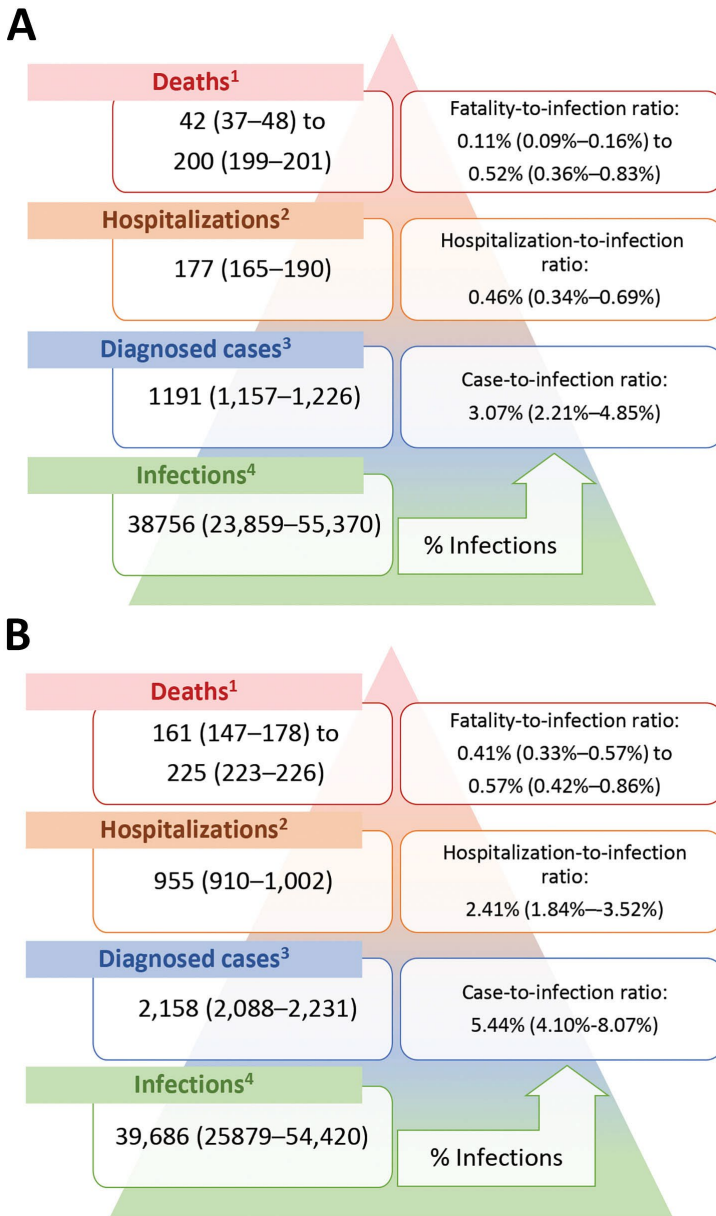 A
Deaths¹
42 (37–48) to
200 (199–201)
Fatality-to-infection ratio:
0.11% (0.09%–0.16%) to
0.52% (0.36%–0.83%)
Hospitalizations²
177 (165–190)
Hospitalization-to-infection
ratio:
0.46% (0.34%–0.69%)
Diagnosed cases³
1191 (1,157–1,226)
Case-to-infection ratio:
3.07% (2.21%–4.85%)
Infections⁴
38756 (23,859–55,370)
% Infections
B
Deaths¹
161 (147–178) to
225 (223–226)
Fatality-to-infection ratio:
0.41% (0.33%–0.57%) to
0.57% (0.42%–0.86%)
Hospitalizations²
955 (910–1,002)
Hospitalization-to-infection
ratio:
2.41% (1.84%–-3.52%)
Diagnosed cases³
2,158 (2,088–2,231)
Case-to-infection ratio:
5.44% (4.10%-8.07%)
Infections⁴
39,686 (25879–54,420)
% Infections